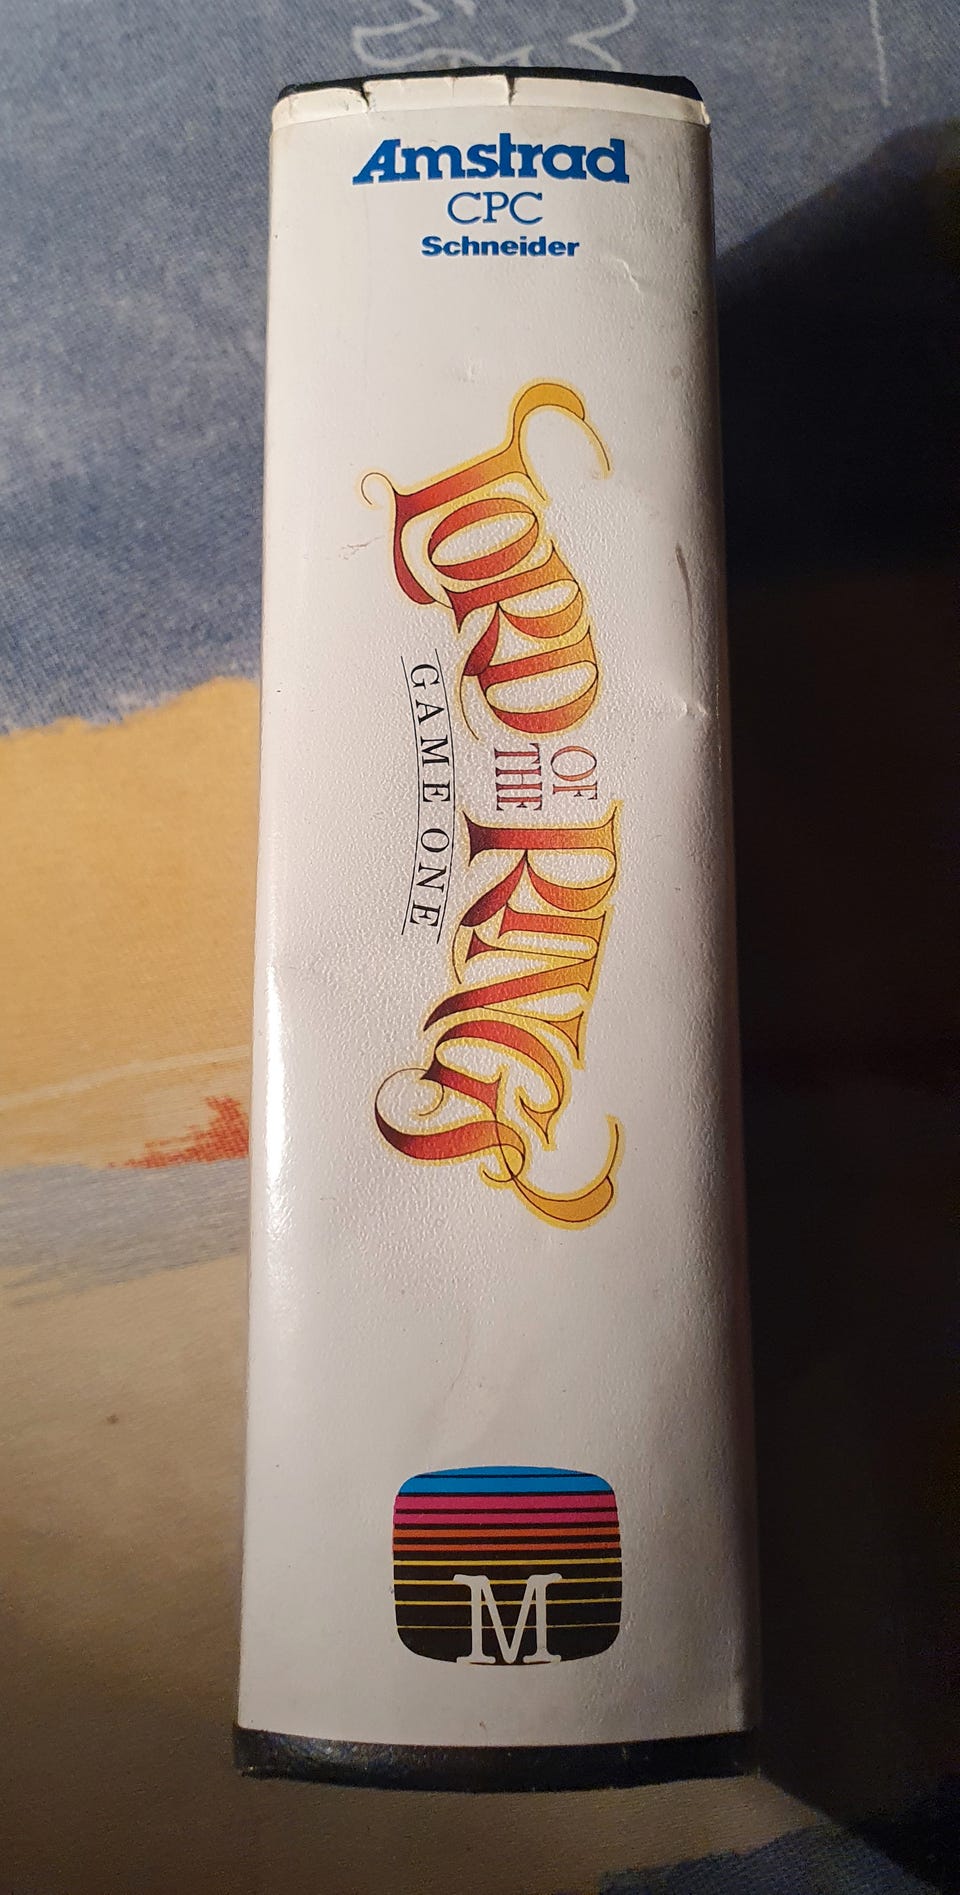 Amstrad
CPC
Schneider
LORD OF THE RINGS
GAME ONE
M